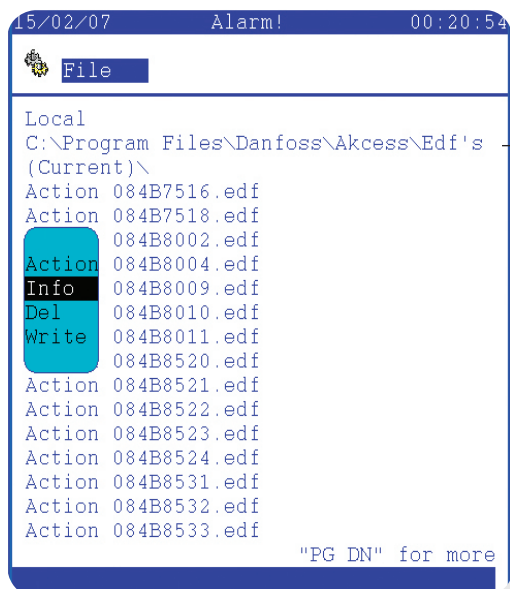 15/02/07 Alarm! 00:20:54
File
Local
C:\Program Files\Danfoss\Akcess\Edf's
(Current)\
Action 084B7516.edf
Action 084B7518.edf
084B8002.edf
Action 084B8004.edf
Info 084B8009.edf
Del 084B8010.edf
Write 084B8011.edf
084B8520.edf
Action 084B8521.edf
Action 084B8522.edf
Action 084B8523.edf
Action 084B8524.edf
Action 084B8531.edf
Action 084B8532.edf
Action 084B8533.edf
"PG DN" for more